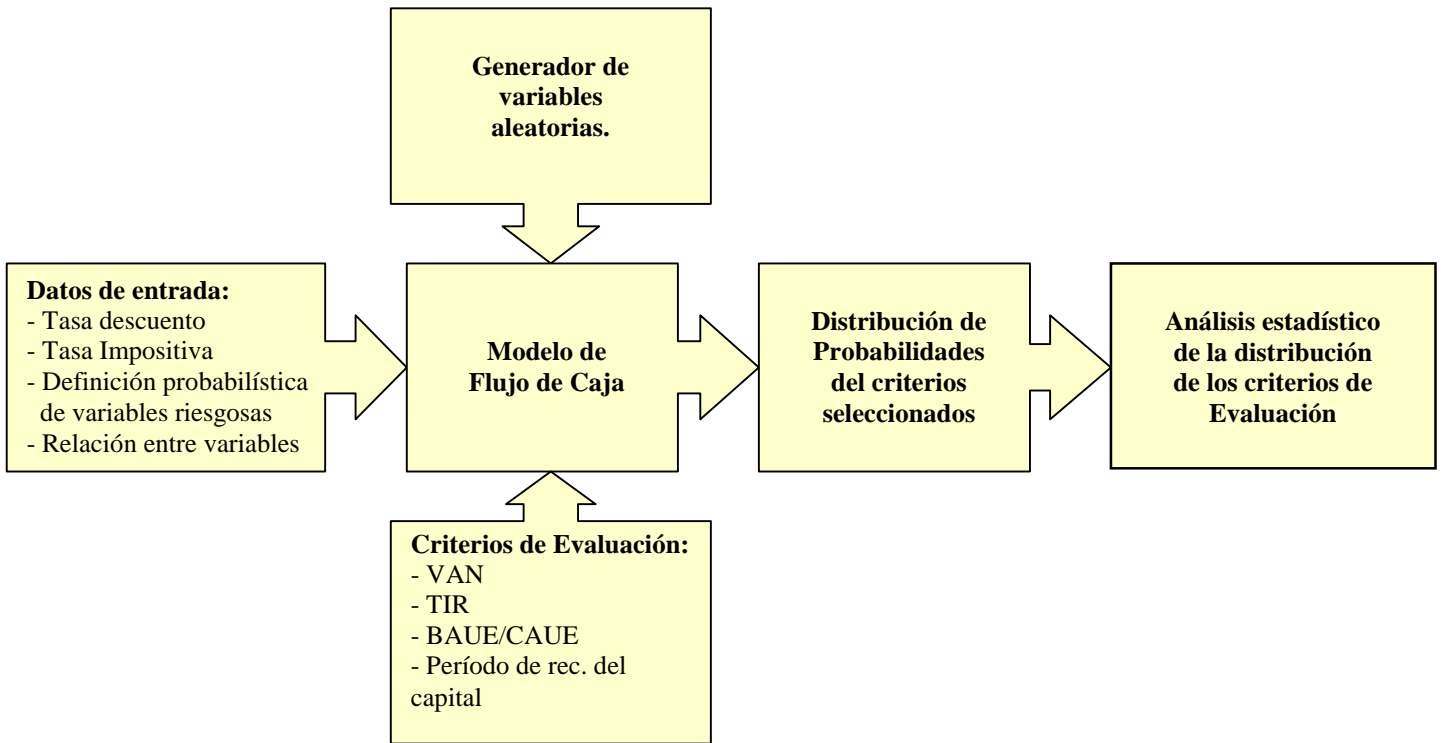 Generador de
variables
aleatorias.
Datos de entrada:
- Tasa descuento
- Tasa Impositiva
- Definición probabilística
de variables riesgosas
- Relación entre variables
Modelo de
Flujo de Caja
Distribución de
Probabilidades
del criterios
seleccionados
Análisis estadístico
de la distribución
de los criterios de
Evaluación
Criterios de Evaluación:
- VAN
- TIR
- BAUE/CAUE
- Período de rec. del
capital